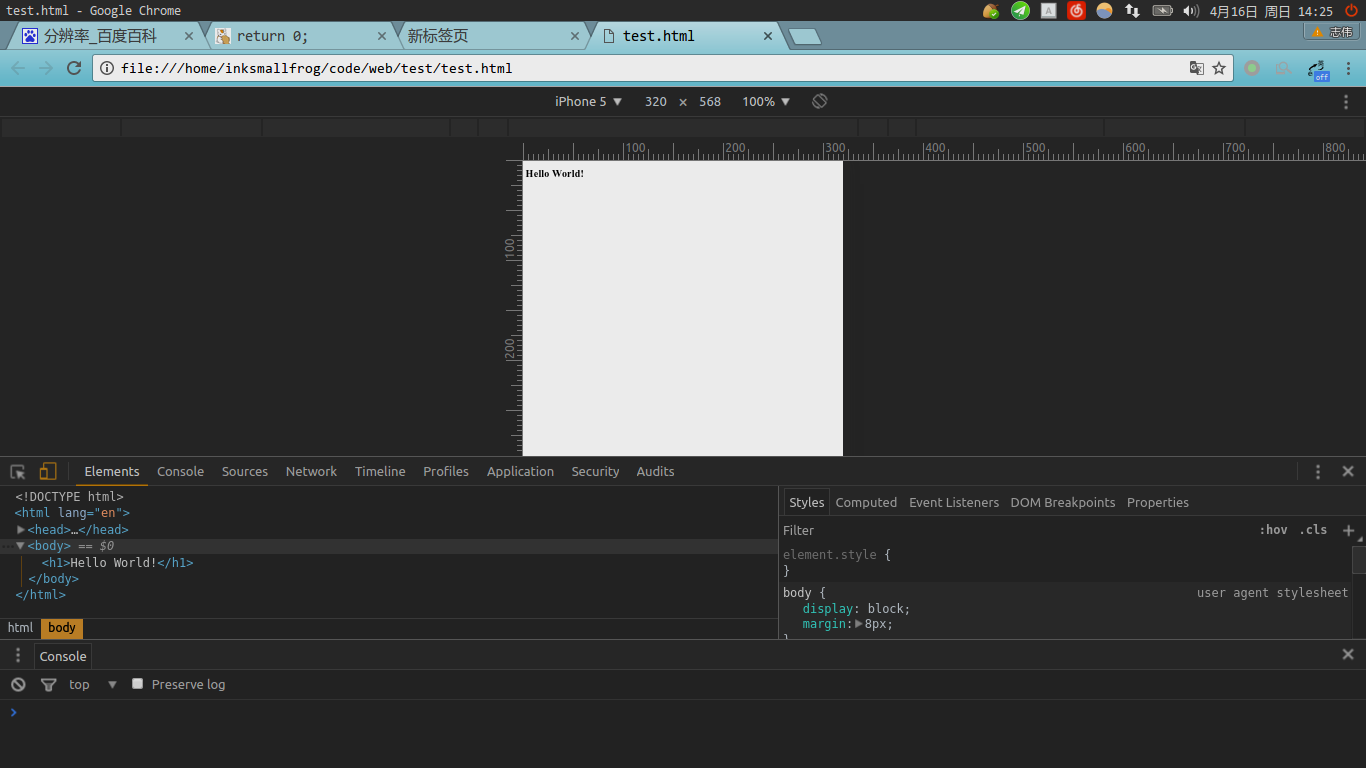 test.html - Google Chrome
4月16日 周日 14:25
分辨率_百度百科
return 0;
新标签页
test.html
志伟
file:///home/inksmallfrog/code/web/test/test.html
off
iPhone 5 ▼ 320 × 568 100% ▼
100 200 300 400 500 600 700 800
Hello World!
100
200
Elements Console Sources Network Timeline Profiles Application Security Audits
<!DOCTYPE html>
<html lang="en">
▶<head>…</head>
…▼<body> == $0
<h1>Hello World!</h1>
</body>
</html>
html body
Styles Computed Event Listeners DOM Breakpoints Properties
Filter :hov .cls +
element.style {
}
body { user agent stylesheet
display: block;
margin:▶8px;
}
Console
top ▼ Preserve log
>